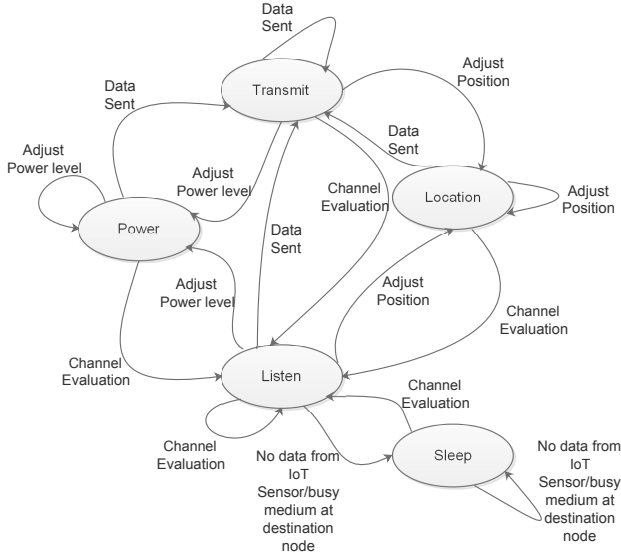 Data
Sent
Transmit
Adjust
Position
Data
Sent
Data
Sent
Adjust
Power level
Adjust
Power level
Channel
Evaluation
Location
Adjust
Position
Power
Data
Sent
Adjust
Power level
Adjust
Position
Channel
Evaluation
Channel
Evaluation
Listen
Channel
Evaluation
Channel
Evaluation
No data from
IoT
Sensor/busy
medium at
destination
node
Sleep
No data from
IoT
Sensor/busy
medium at
destination
node